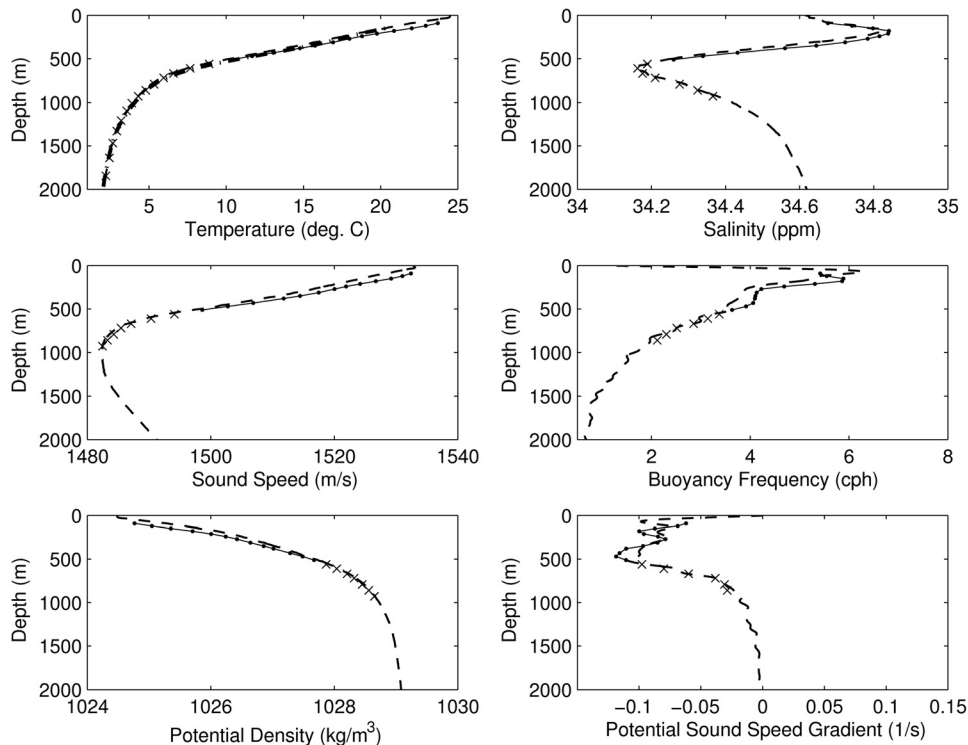 0
500
1000
1500
2000
Depth (m)
5 10 15 20 25
Temperature (deg. C)
0
500
1000
1500
2000
Depth (m)
34 34.2 34.4 34.6 34.8 35
Salinity (ppm)
0
500
1000
1500
2000
Depth (m)
1480 1500 1520 1540
Sound Speed (m/s)
0
500
1000
1500
2000
Depth (m)
2 4 6 8
Buoyancy Frequency (cph)
0
500
1000
1500
2000
Depth (m)
1024 1026 1028 1030
Potential Density (kg/m³)
0
500
1000
1500
2000
Depth (m)
−0.1 −0.05 0 0.05 0.1 0.15
Potential Sound Speed Gradient (1/s)